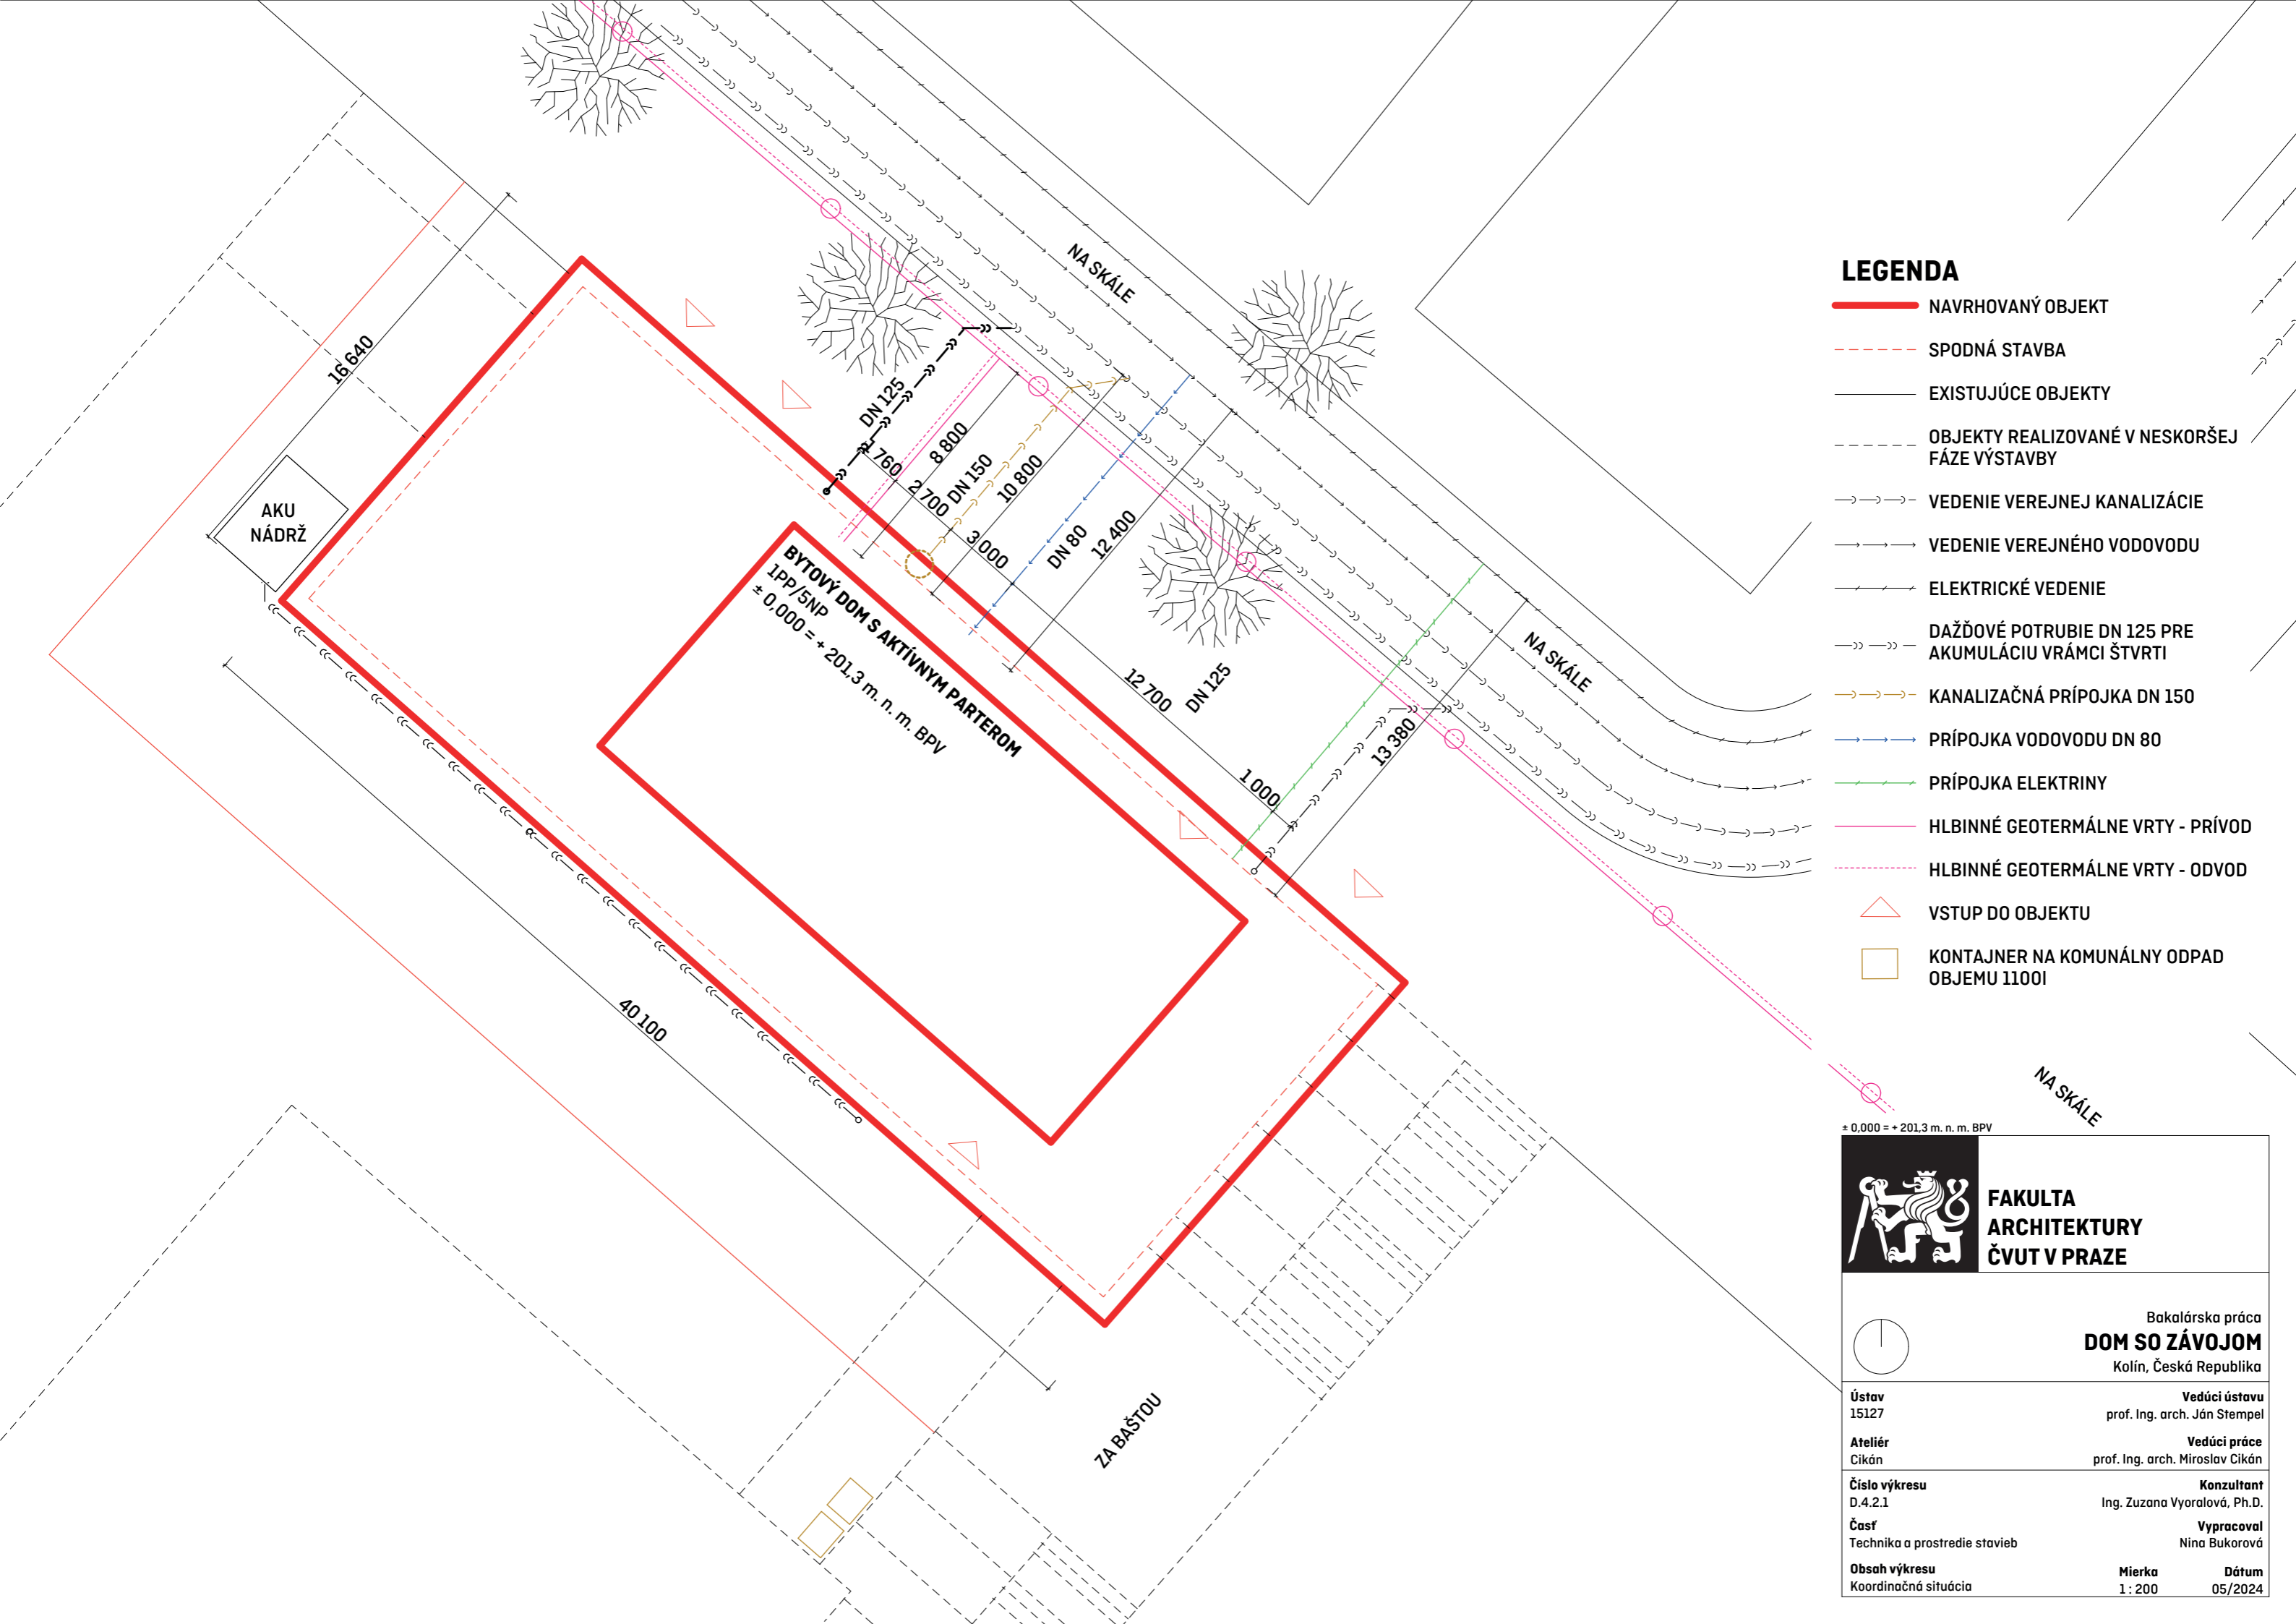 NA SKÁLE
16 640
AKU
NÁDRŽ
DN 125
1 760
8 800
2 700
DN 150
10 800
3 000
DN 80
12 400
BYTOVÝ DOM S AKTÍVNYM PARTEROM
1PP/5NP
± 0,000 = + 201,3 m. n. m. BPV
12 700
DN 125
13 380
1 000
NA SKÁLE
40 100
ZA BAŠTOU
NA SKÁLE
LEGENDA
NAVRHOVANÝ OBJEKT
SPODNÁ STAVBA
EXISTUJÚCE OBJEKTY
OBJEKTY REALIZOVANÉ V NESKORŠEJ
FÁZE VÝSTAVBY
VEDENIE VEREJNEJ KANALIZÁCIE
VEDENIE VEREJNÉHO VODOVODU
ELEKTRICKÉ VEDENIE
DAŽĎOVÉ POTRUBIE DN 125 PRE
AKUMULÁCIU VRÁMCI ŠTVRTI
KANALIZAČNÁ PRÍPOJKA DN 150
PRÍPOJKA VODOVODU DN 80
PRÍPOJKA ELEKTRINY
HLBINNÉ GEOTERMÁLNE VRTY - PRÍVOD
HLBINNÉ GEOTERMÁLNE VRTY - ODVOD
VSTUP DO OBJEKTU
KONTAJNER NA KOMUNÁLNY ODPAD
OBJEMU 1100l
± 0,000 = + 201,3 m. n. m. BPV
FAKULTA
ARCHITEKTURY
ČVUT V PRAZE
Bakalárska práca
DOM SO ZÁVOJOM
Kolín, Česká Republika
Ústav Vedúci ústavu
15127 prof. Ing. arch. Ján Stempel
Ateliér Vedúci práce
Cikán prof. Ing. arch. Miroslav Cikán
Číslo výkresu Konzultant
D.4.2.1 Ing. Zuzana Vyoralová, Ph.D.
Časť Vypracoval
Technika a prostredie stavieb Nina Bukorová
Obsah výkresu Mierka Dátum
Koordinačná situácia 1 : 200 05/2024